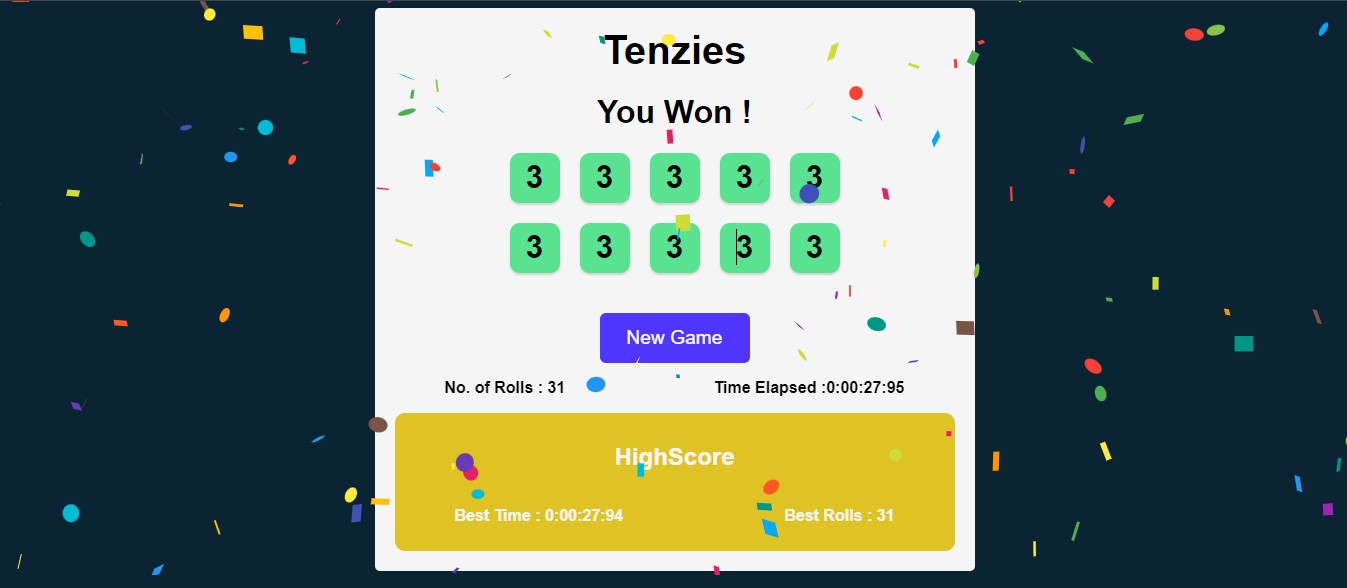 Tenzies
You Won !
3 3 3 3 3
3 3 3 3 3
New Game
No. of Rolls : 31 Time Elapsed :0:00:27:95
HighScore
Best Time : 0:00:27:94 Best Rolls : 31